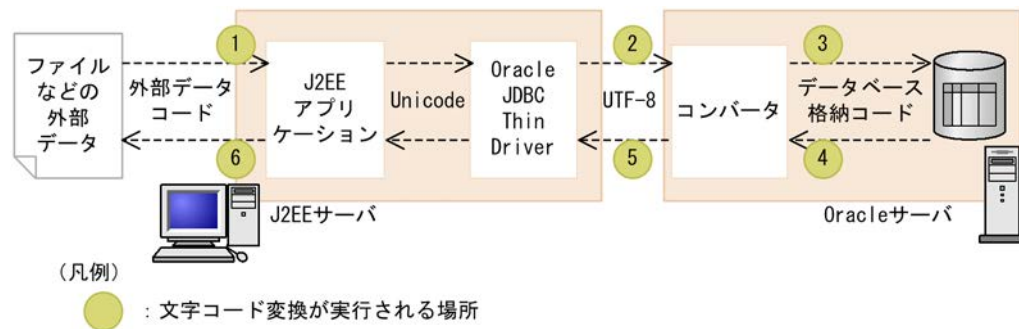 ファイル
などの
外部
データ
1
外部データ
コード
6
J2EE
アプリ
ケーション
Unicode
Oracle
JDBC
Thin
Driver
2
UTF-8
5
コンバータ
3
データベース
格納コード
4
J2EEサーバ
Oracleサーバ
(凡例)
:文字コード変換が実行される場所